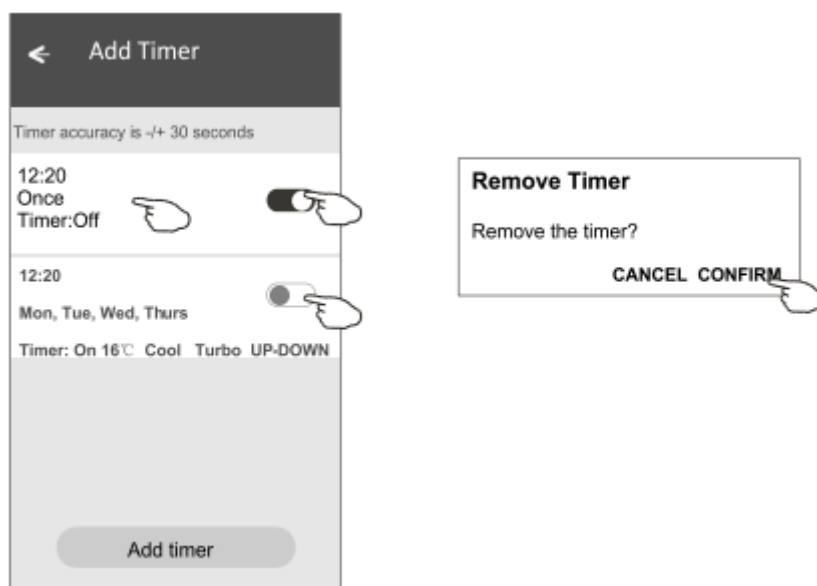 Add Timer
Timer accuracy is -/+ 30 seconds
12:20
Once
Timer:Off
12:20
Mon, Tue, Wed, Thurs
Timer: On 16℃ Cool Turbo UP-DOWN
Add timer
Remove Timer
Remove the timer?
CANCEL CONFIRM